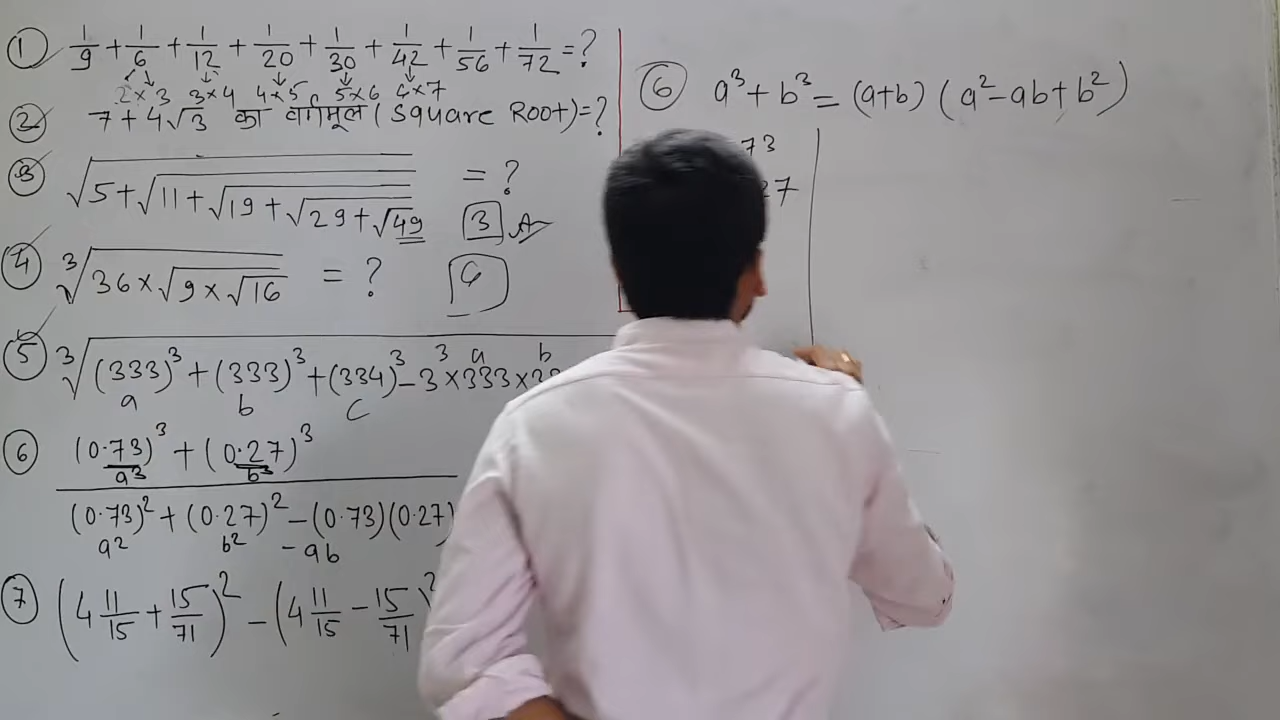 ① 1/9 + 1/6 + 1/12 + 1/20 + 1/30 + 1/42 + 1/56 + 1/72 = ?
2×3 3×4 4×5 5×6 6×7
② 7 + 4√3 का वर्गमूल (Square Root) = ?
③ √(5+√(11+√(19+√(29+√49)))) = ?
3 Ans
④ ∛(36×√(9×√16)) = ?
6
⑤ ∛((333)³ + (333)³ + (334)³ - 3×333×
3 a b
a b c
⑥ (0.73)³ + (0.27)³
a³ b³
(0.73)² + (0.27)² - (0.73)(0.27)
a² b² - ab
⑦ (4 11/15 + 15/71)² - (4 11/15 - 15/71)²
⑥ a³ + b³ = (a+b) (a² - ab + b²)
73
27